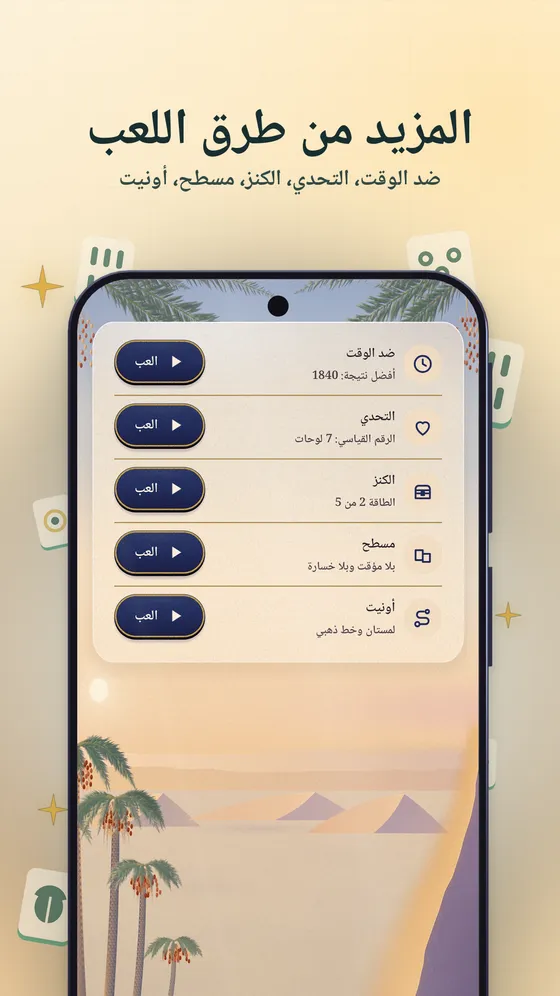 المزيد من طرق اللعب
ضد الوقت، التحدي، الكنز، مسطح، أونيت
ضد الوقت
أفضل نتيجة: 1840
العب
التحدي
الرقم القياسي: 7 لوحات
العب
الكنز
الطاقة 2 من 5
العب
مسطح
بلا مؤقت وبلا خسارة
العب
أونيت
لمستان وخط ذهبي
العب